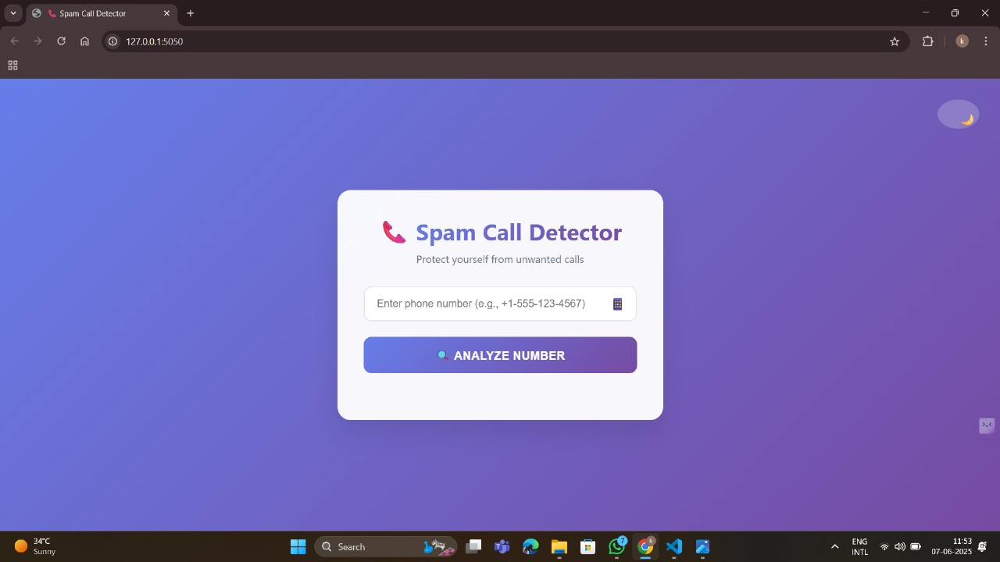 Spam Call Detector
127.0.0.1:5050
k
Spam Call Detector
Protect yourself from unwanted calls
Enter phone number (e.g., +1-555-123-4567)
ANALYZE NUMBER
34°C
Sunny
Search
7
k
ENG
INTL
11:53
07-06-2025